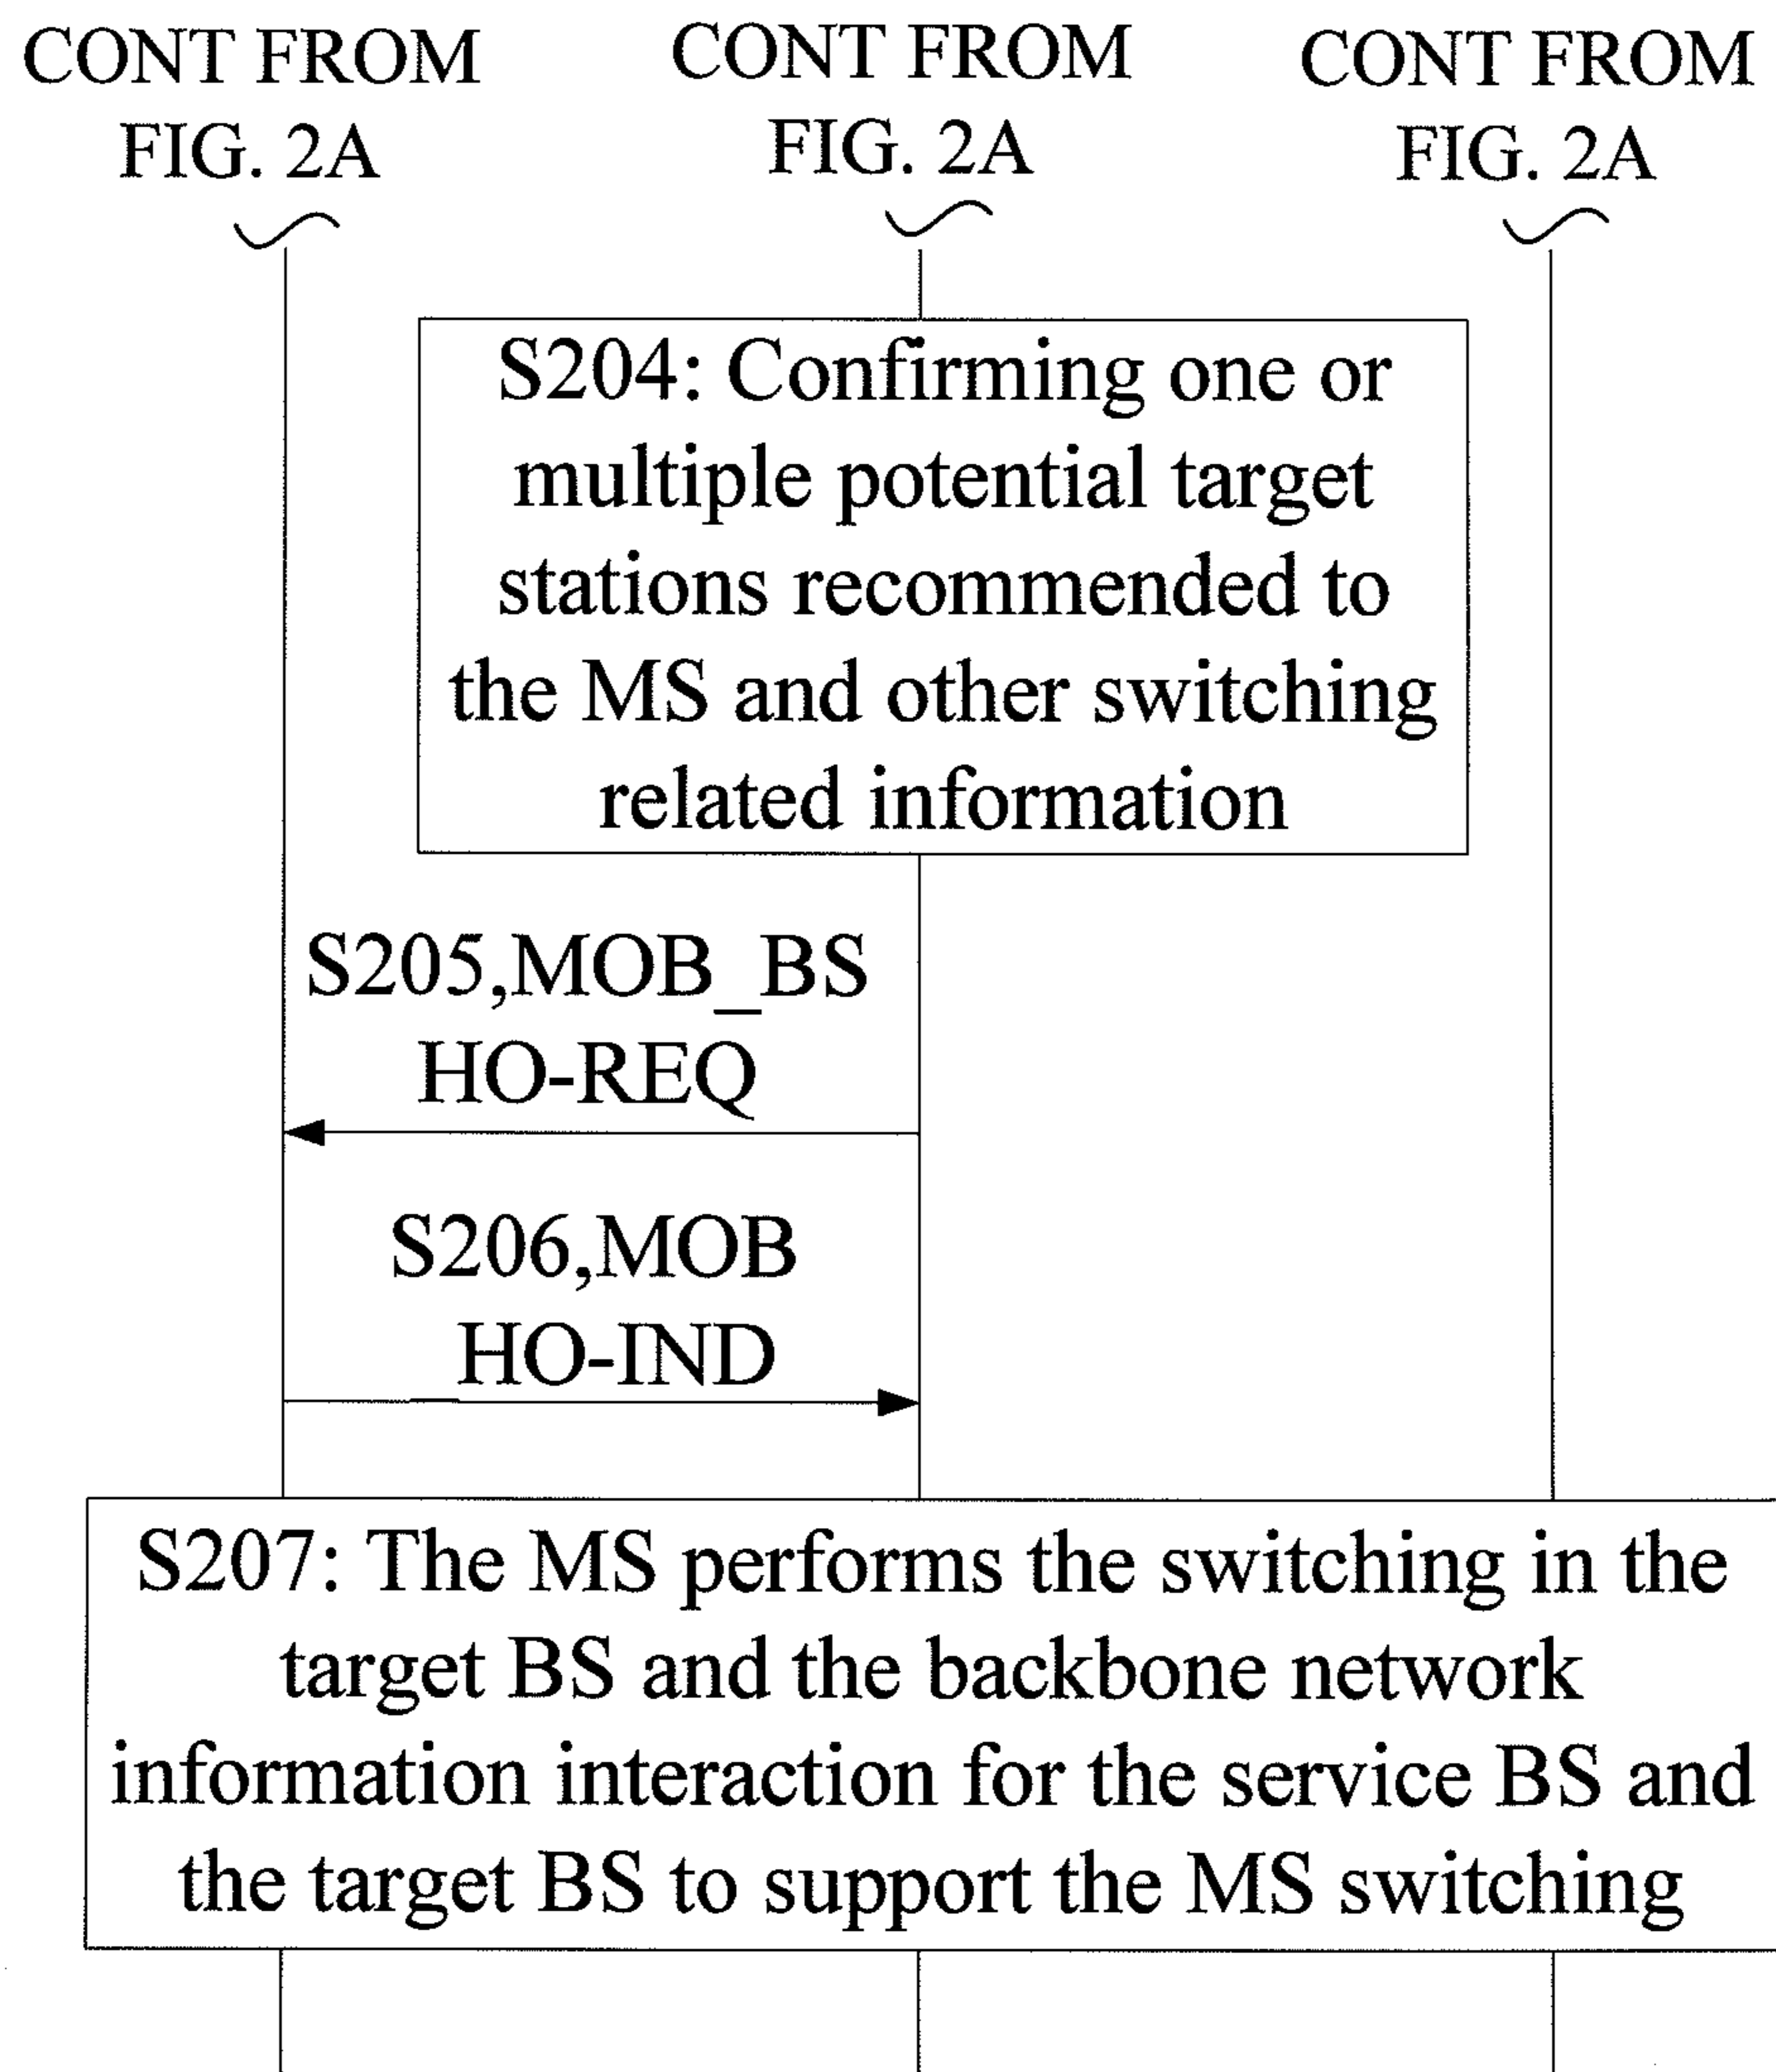 CONT FROM
FIG. 2A
CONT FROM
FIG. 2A
CONT FROM
FIG. 2A
S204: Confirming one or
multiple potential target
stations recommended to
the MS and other switching
related information
S205,MOB_BS
HO-REQ
S206,MOB
_HO-IND
S207: The MS performs the switching in the
target BS and the backbone network
information interaction for the service BS and
the target BS to support the MS switching